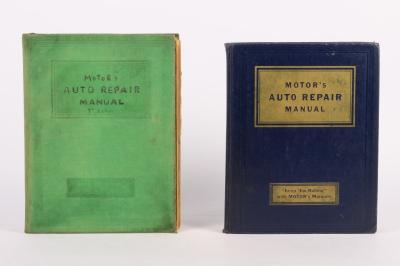 MOTOR'S
AUTO REPAIR
MANUAL
MOTOR'S
AUTO REPAIR
MANUAL
"Keep 'Em Rolling"
with MOTOR'S Manuals